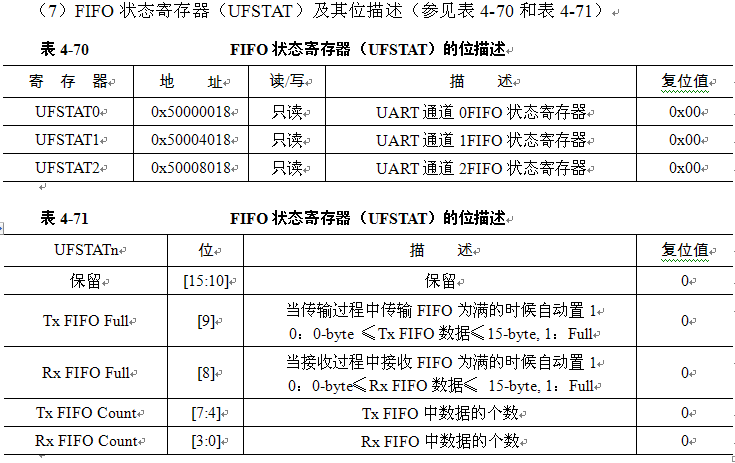 （7）FIFO 状态寄存器（UFSTAT）及其位描述（参见表 4-70 和表 4-71）
表 4-70 FIFO 状态寄存器（UFSTAT）的位描述
寄 存 器 地 址 读/写 描 述 复位值
UFSTAT0 0x50000018 只读 UART 通道 0FIFO 状态寄存器 0x00
UFSTAT1 0x50004018 只读 UART 通道 1FIFO 状态寄存器 0x00
UFSTAT2 0x50008018 只读 UART 通道 2FIFO 状态寄存器 0x00
表 4-71 FIFO 状态寄存器（UFSTAT）的位描述
UFSTATn 位 描 述 复位值
保留 [15:10] 保留 0
Tx FIFO Full [9] 当传输过程中传输 FIFO 为满的时候自动置 1 0
0：0-byte ≤Tx FIFO 数据≤15-byte, 1：Full
Rx FIFO Full [8] 当接收过程中接收 FIFO 为满的时候自动置 1 0
0：0-byte≤Rx FIFO 数据≤ 15-byte, 1：Full
Tx FIFO Count [7:4] Tx FIFO 中数据的个数 0
Rx FIFO Count [3:0] Rx FIFO 中数据的个数 0